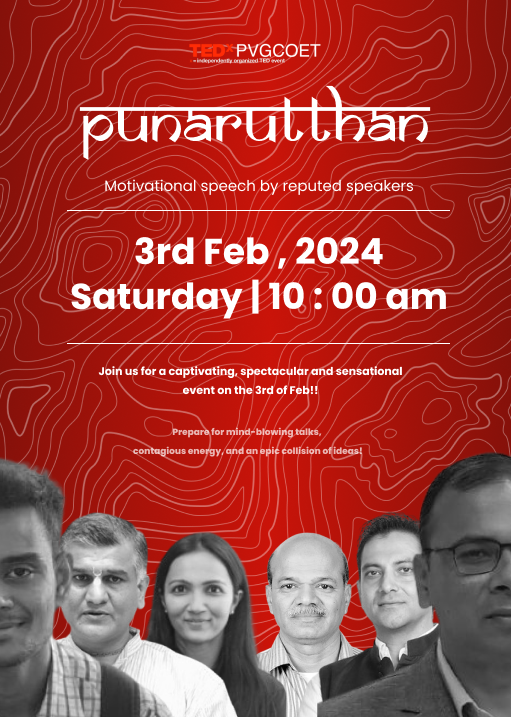 TEDxPVGCOET
x = independently organized TED event
punarutthan
Motivational speech by reputed speakers
3rd Feb , 2024
Saturday | 10 : 00 am
Join us for a captivating, spectacular and sensational
event on the 3rd of Feb!!
Prepare for mind-blowing talks,
contagious energy, and an epic collision of ideas!